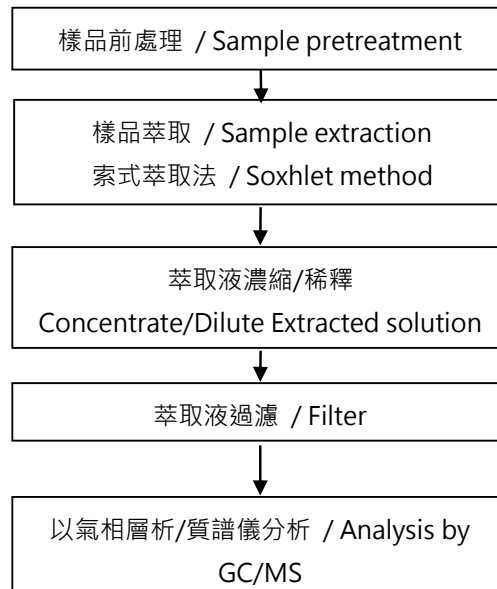 樣品前處理 / Sample pretreatment
樣品萃取 / Sample extraction
索式萃取法 / Soxhlet method
萃取液濃縮/稀釋
Concentrate/Dilute Extracted solution
萃取液過濾 / Filter
以氣相層析/質譜儀分析 / Analysis by
GC/MS